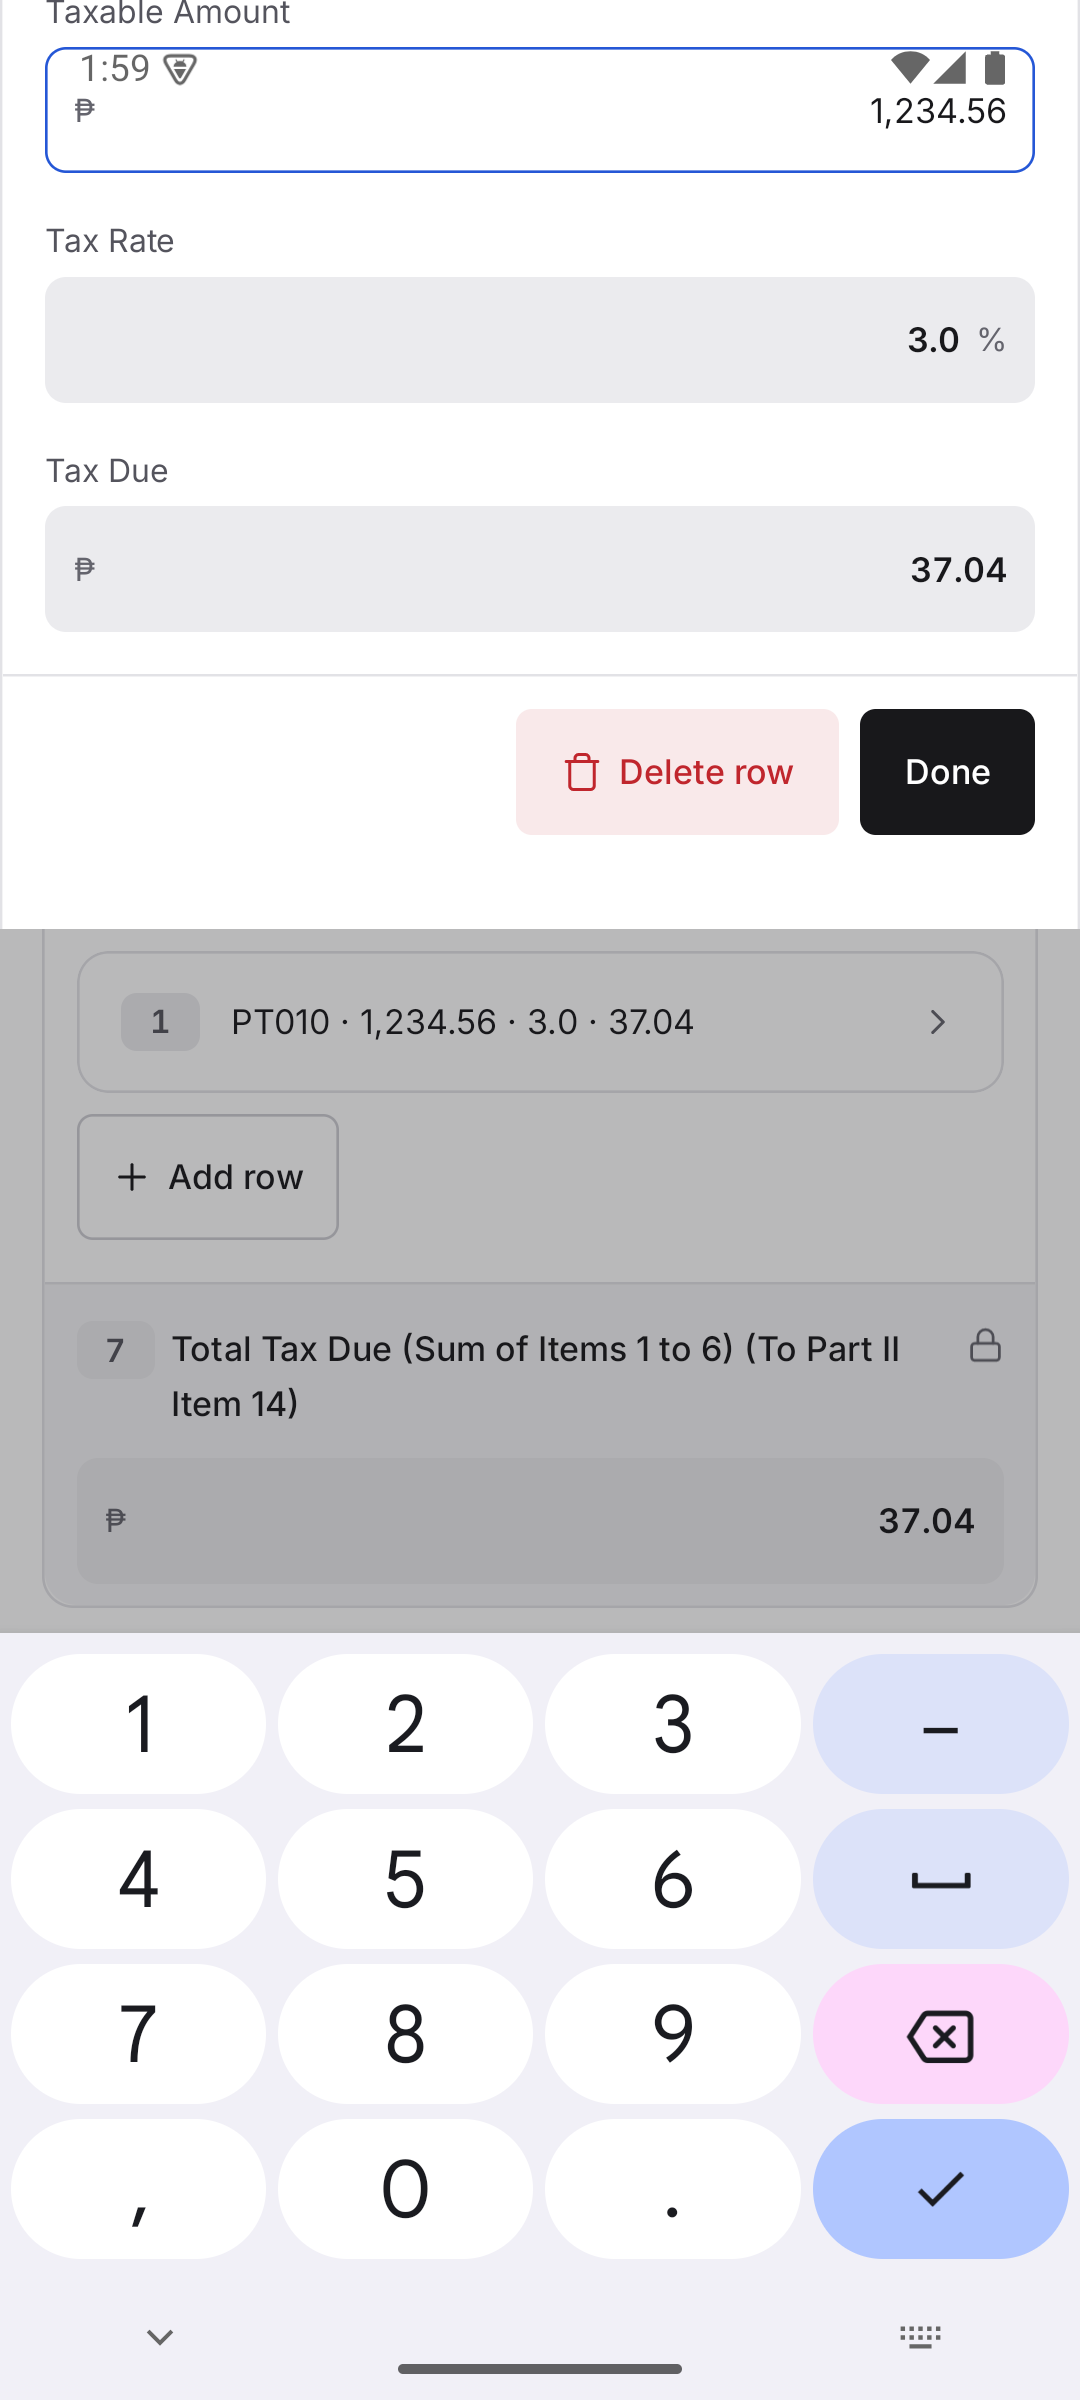 Taxable Amount
1:59
₱ 1,234.56
Tax Rate
3.0 %
Tax Due
₱ 37.04
Delete row
Done
1 PT010 · 1,234.56 · 3.0 · 37.04
Add row
7 Total Tax Due (Sum of Items 1 to 6) (To Part II
Item 14)
₱ 37.04
1 2 3 –
4 5 6
7 8 9
, 0 .